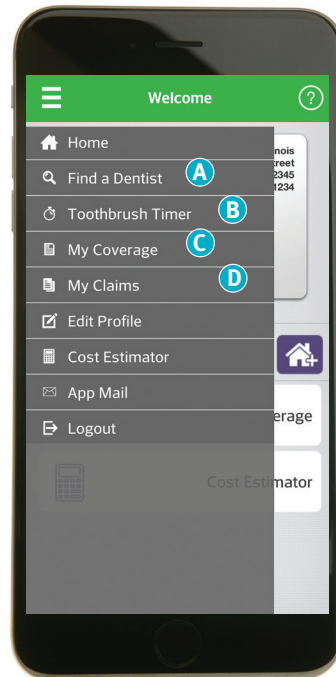 Welcome ?
Home
nois
Find a Dentist A
treet
2345
Toothbrush Timer B
1234
My Coverage C
My Claims D
Edit Profile
Cost Estimator
App Mail
erage
Logout
Cost Estimator